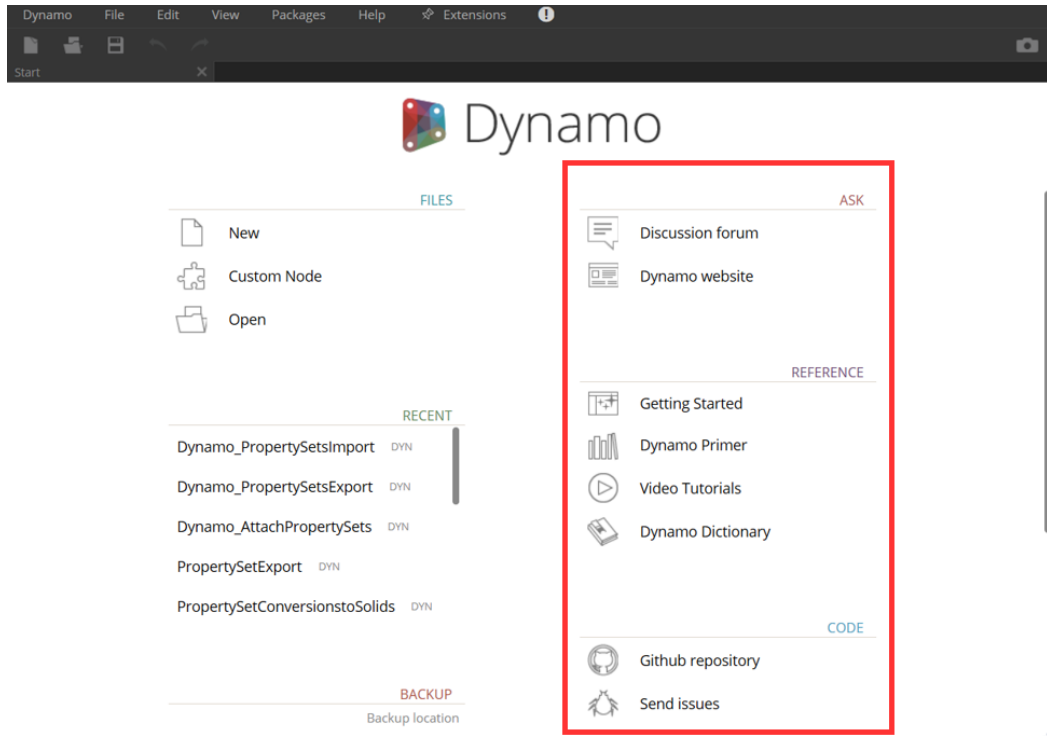 Dynamo File Edit View Packages Help Extensions
Start
Dynamo
FILES
New
Custom Node
Open
RECENT
Dynamo_PropertySetsImport DYN
Dynamo_PropertySetsExport DYN
Dynamo_AttachPropertySets DYN
PropertySetExport DYN
PropertySetConversionstoSolids DYN
BACKUP
Backup location
ASK
Discussion forum
Dynamo website
REFERENCE
Getting Started
Dynamo Primer
Video Tutorials
Dynamo Dictionary
CODE
Github repository
Send issues